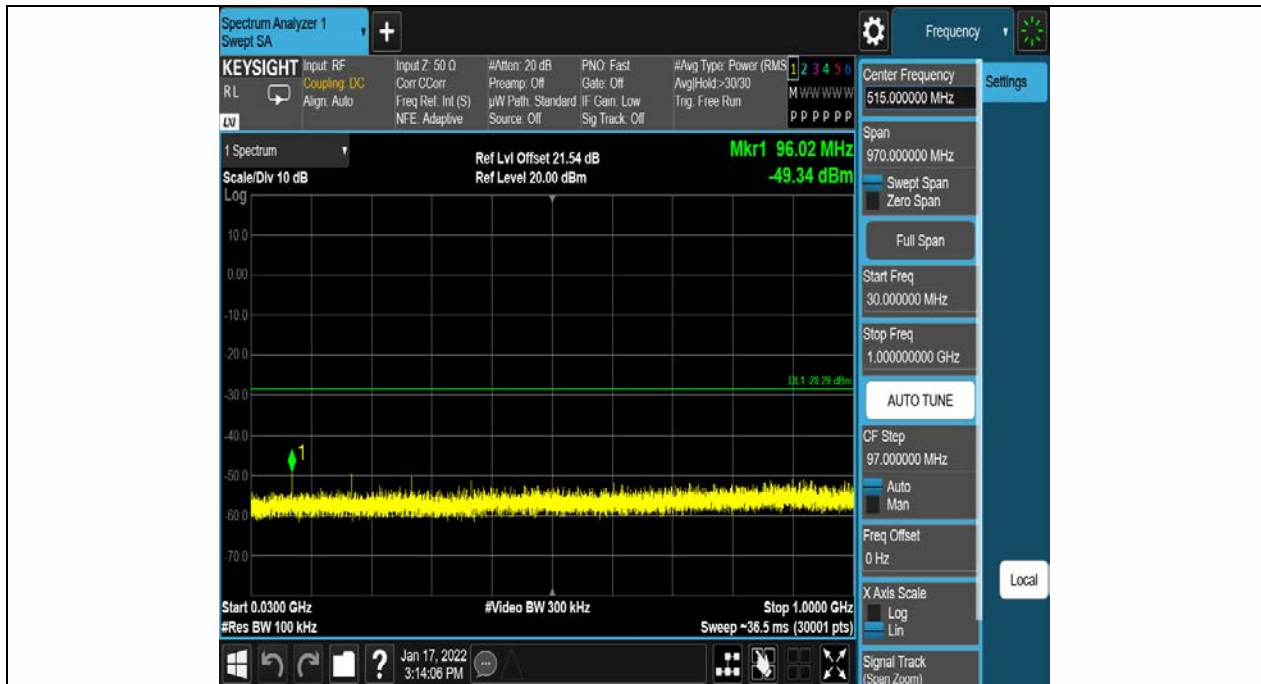 Spectrum Analyzer 1
Swept SA
+
Frequency
KEYSIGHT
RL
LXI
Input: RF
Coupling: DC
Align: Auto
Input Z: 50 Ω
Corr CCorr
Freq Ref: Int (S)
NFE: Adaptive
#Atten: 20 dB
Preamp: Off
µW Path: Standard
Source: Off
PNO: Fast
Gate: Off
IF Gain: Low
Sig Track: Off
#Avg Type: Power (RMS
Avg|Hold:>30/30
Trig: Free Run
1 2 3 4 5 6
M W W W W W
P P P P P P
1 Spectrum
Scale/Div 10 dB
Log
Ref Lvl Offset 21.54 dB
Ref Level 20.00 dBm
Mkr1 96.02 MHz
-49.34 dBm
10.0
0.00
-10.0
-20.0
-30.0
-40.0
-50.0
-60.0
-70.0
DL1 -28.29 dBm
1
Start 0.0300 GHz
#Res BW 100 kHz
#Video BW 300 kHz
Stop 1.0000 GHz
Sweep ~36.5 ms (30001 pts)
Center Frequency
515.000000 MHz
Settings
Span
970.000000 MHz
Swept Span
Zero Span
Full Span
Start Freq
30.000000 MHz
Stop Freq
1.000000000 GHz
AUTO TUNE
CF Step
97.000000 MHz
Auto
Man
Freq Offset
0 Hz
X Axis Scale
Log
Lin
Signal Track
(Span Zoom)
Local
?
Jan 17, 2022
3:14:06 PM